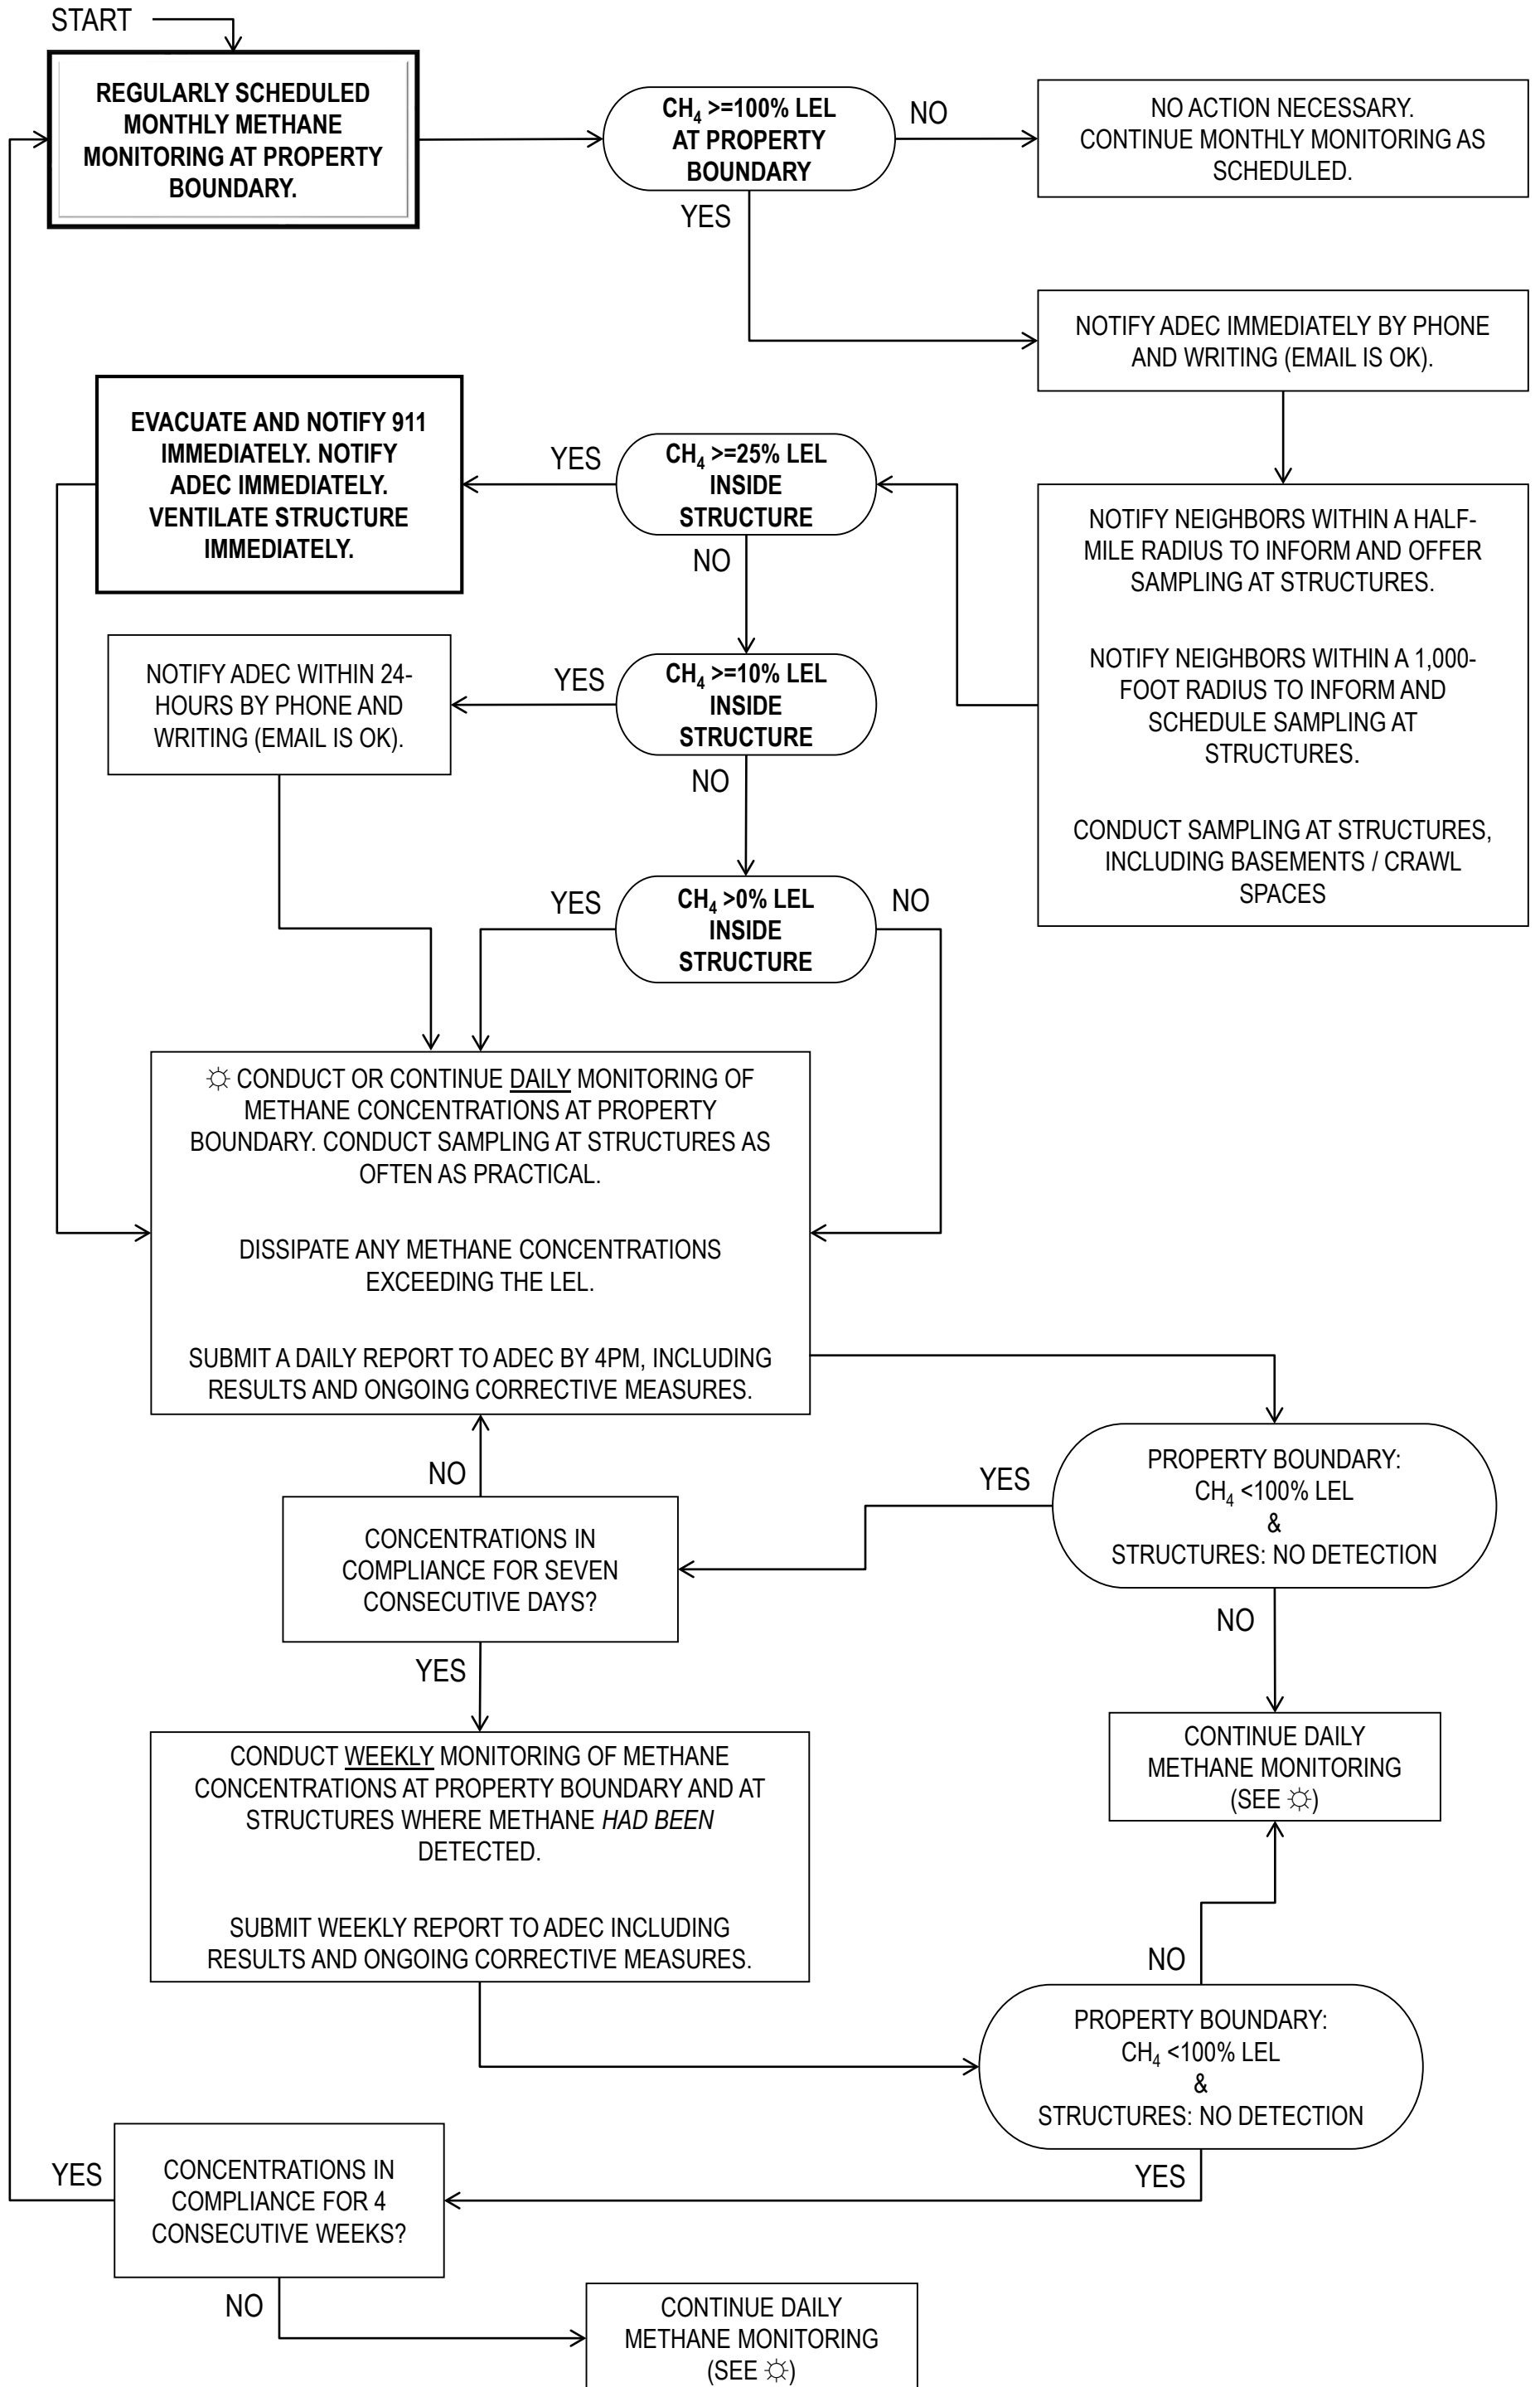 START
REGULARLY SCHEDULED
MONTHLY METHANE
MONITORING AT PROPERTY
BOUNDARY.
CH₄ >=100% LEL
AT PROPERTY
BOUNDARY
NO
NO ACTION NECESSARY.
CONTINUE MONTHLY MONITORING AS
SCHEDULED.
YES
NOTIFY ADEC IMMEDIATELY BY PHONE
AND WRITING (EMAIL IS OK).
NOTIFY NEIGHBORS WITHIN A HALF-
MILE RADIUS TO INFORM AND OFFER
SAMPLING AT STRUCTURES.
NOTIFY NEIGHBORS WITHIN A 1,000-
FOOT RADIUS TO INFORM AND
SCHEDULE SAMPLING AT
STRUCTURES.
CONDUCT SAMPLING AT STRUCTURES,
INCLUDING BASEMENTS / CRAWL
SPACES
CH₄ >=25% LEL
INSIDE
STRUCTURE
YES
EVACUATE AND NOTIFY 911
IMMEDIATELY. NOTIFY
ADEC IMMEDIATELY.
VENTILATE STRUCTURE
IMMEDIATELY.
NO
CH₄ >=10% LEL
INSIDE
STRUCTURE
YES
NOTIFY ADEC WITHIN 24-
HOURS BY PHONE AND
WRITING (EMAIL IS OK).
NO
CH₄ >0% LEL
INSIDE
STRUCTURE
YES
NO
☼ CONDUCT OR CONTINUE DAILY MONITORING OF
METHANE CONCENTRATIONS AT PROPERTY
BOUNDARY. CONDUCT SAMPLING AT STRUCTURES AS
OFTEN AS PRACTICAL.
DISSIPATE ANY METHANE CONCENTRATIONS
EXCEEDING THE LEL.
SUBMIT A DAILY REPORT TO ADEC BY 4PM, INCLUDING
RESULTS AND ONGOING CORRECTIVE MEASURES.
PROPERTY BOUNDARY:
CH₄ <100% LEL
&
STRUCTURES: NO DETECTION
YES
NO
CONCENTRATIONS IN
COMPLIANCE FOR SEVEN
CONSECUTIVE DAYS?
NO
YES
CONTINUE DAILY
METHANE MONITORING
(SEE ☼)
CONDUCT WEEKLY MONITORING OF METHANE
CONCENTRATIONS AT PROPERTY BOUNDARY AND AT
STRUCTURES WHERE METHANE HAD BEEN
DETECTED.
SUBMIT WEEKLY REPORT TO ADEC INCLUDING
RESULTS AND ONGOING CORRECTIVE MEASURES.
NO
PROPERTY BOUNDARY:
CH₄ <100% LEL
&
STRUCTURES: NO DETECTION
YES
CONCENTRATIONS IN
COMPLIANCE FOR 4
CONSECUTIVE WEEKS?
YES
NO
CONTINUE DAILY
METHANE MONITORING
(SEE ☼)